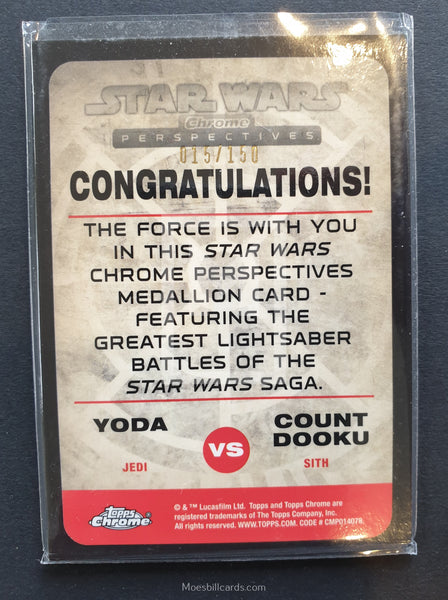 STAR WARS
Chrome
PERSPECTIVES
015/150
CONGRATULATIONS!
THE FORCE IS WITH YOU
IN THIS STAR WARS
CHROME PERSPECTIVES
MEDALLION CARD -
FEATURING THE
GREATEST LIGHTSABER
BATTLES OF THE
STAR WARS SAGA.
YODA
JEDI
VS
COUNT
DOOKU
SITH
Topps
Chrome®
© & ™ Lucasfilm Ltd. Topps and Topps Chrome are
registered trademarks of The Topps Company, Inc.
All rights reserved. WWW.TOPPS.COM. CODE # CMP014078.
Moesbillcards.com